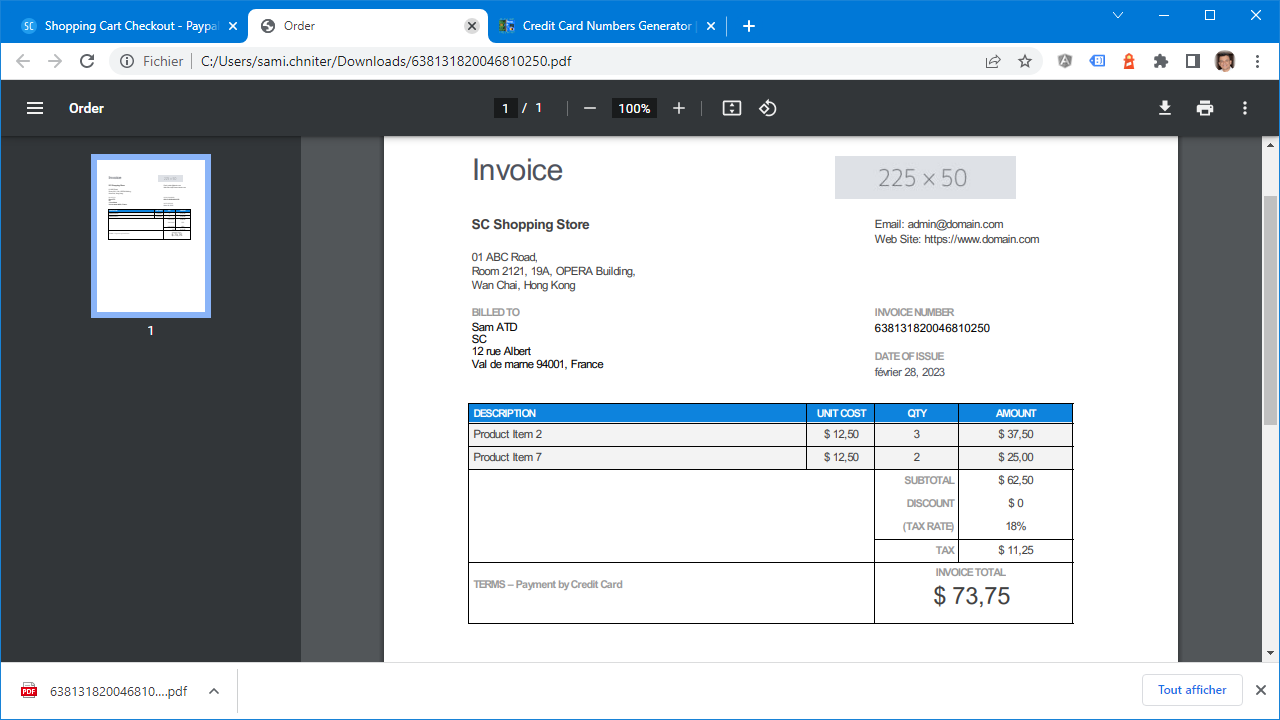 SC Shopping Cart Checkout - Paypa
Order
Credit Card Numbers Generator
Fichier C:/Users/sami.chniter/Downloads/638131820046810250.pdf
Order
1 / 1
100%
Invoice
225 × 50
SC Shopping Store
Email: admin@domain.com
Web Site: https://www.domain.com
01 ABC Road,
Room 2121, 19A, OPERA Building,
Wan Chai, Hong Kong
BILLED TO
INVOICE NUMBER
Sam ATD
638131820046810250
SC
12 rue Albert
DATE OF ISSUE
Val de marne 94001, France
février 28, 2023
DESCRIPTION UNIT COST QTY AMOUNT
Product Item 2 $ 12,50 3 $ 37,50
Product Item 7 $ 12,50 2 $ 25,00
SUBTOTAL $ 62,50
DISCOUNT $ 0
(TAX RATE) 18%
TAX $ 11,25
INVOICE TOTAL
TERMS – Payment by Credit Card
$ 73,75
1
PDF 638131820046810....pdf
Tout afficher